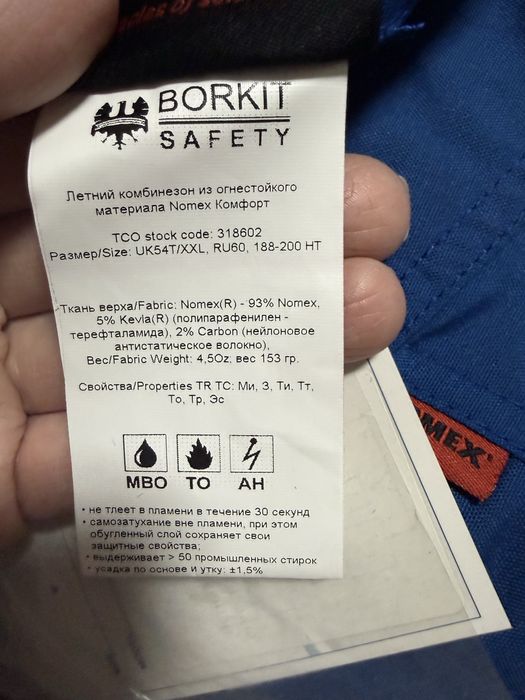 of
BORKIT
SAFETY
Летний комбинезон из огнестойкого
материала Nomex Комфорт
TCO stock code: 318602
Размер/Size: UK54T/XXL, RU60, 188-200 HT
Ткань верха/Fabric: Nomex(R) - 93% Nomex,
5% Kevla(R) (полипарафенилен -
терефталамида), 2% Carbon (нейлоновое
антистатическое волокно),
Вес/Fabric Weight: 4,5Oz; вес 153 гр.
Свойства/Properties TR TC: Ми, З, Ти, Тт,
То, Тр, Эс
МВО ТО АН
• не тлеет в пламени в течение 30 секунд
• самозатухание вне пламени, при этом
обугленный слой сохраняет свои
защитные свойства;
• выдерживает > 50 промышленных стирок
• усадка по основе и утку: ±1,5%
OMEX